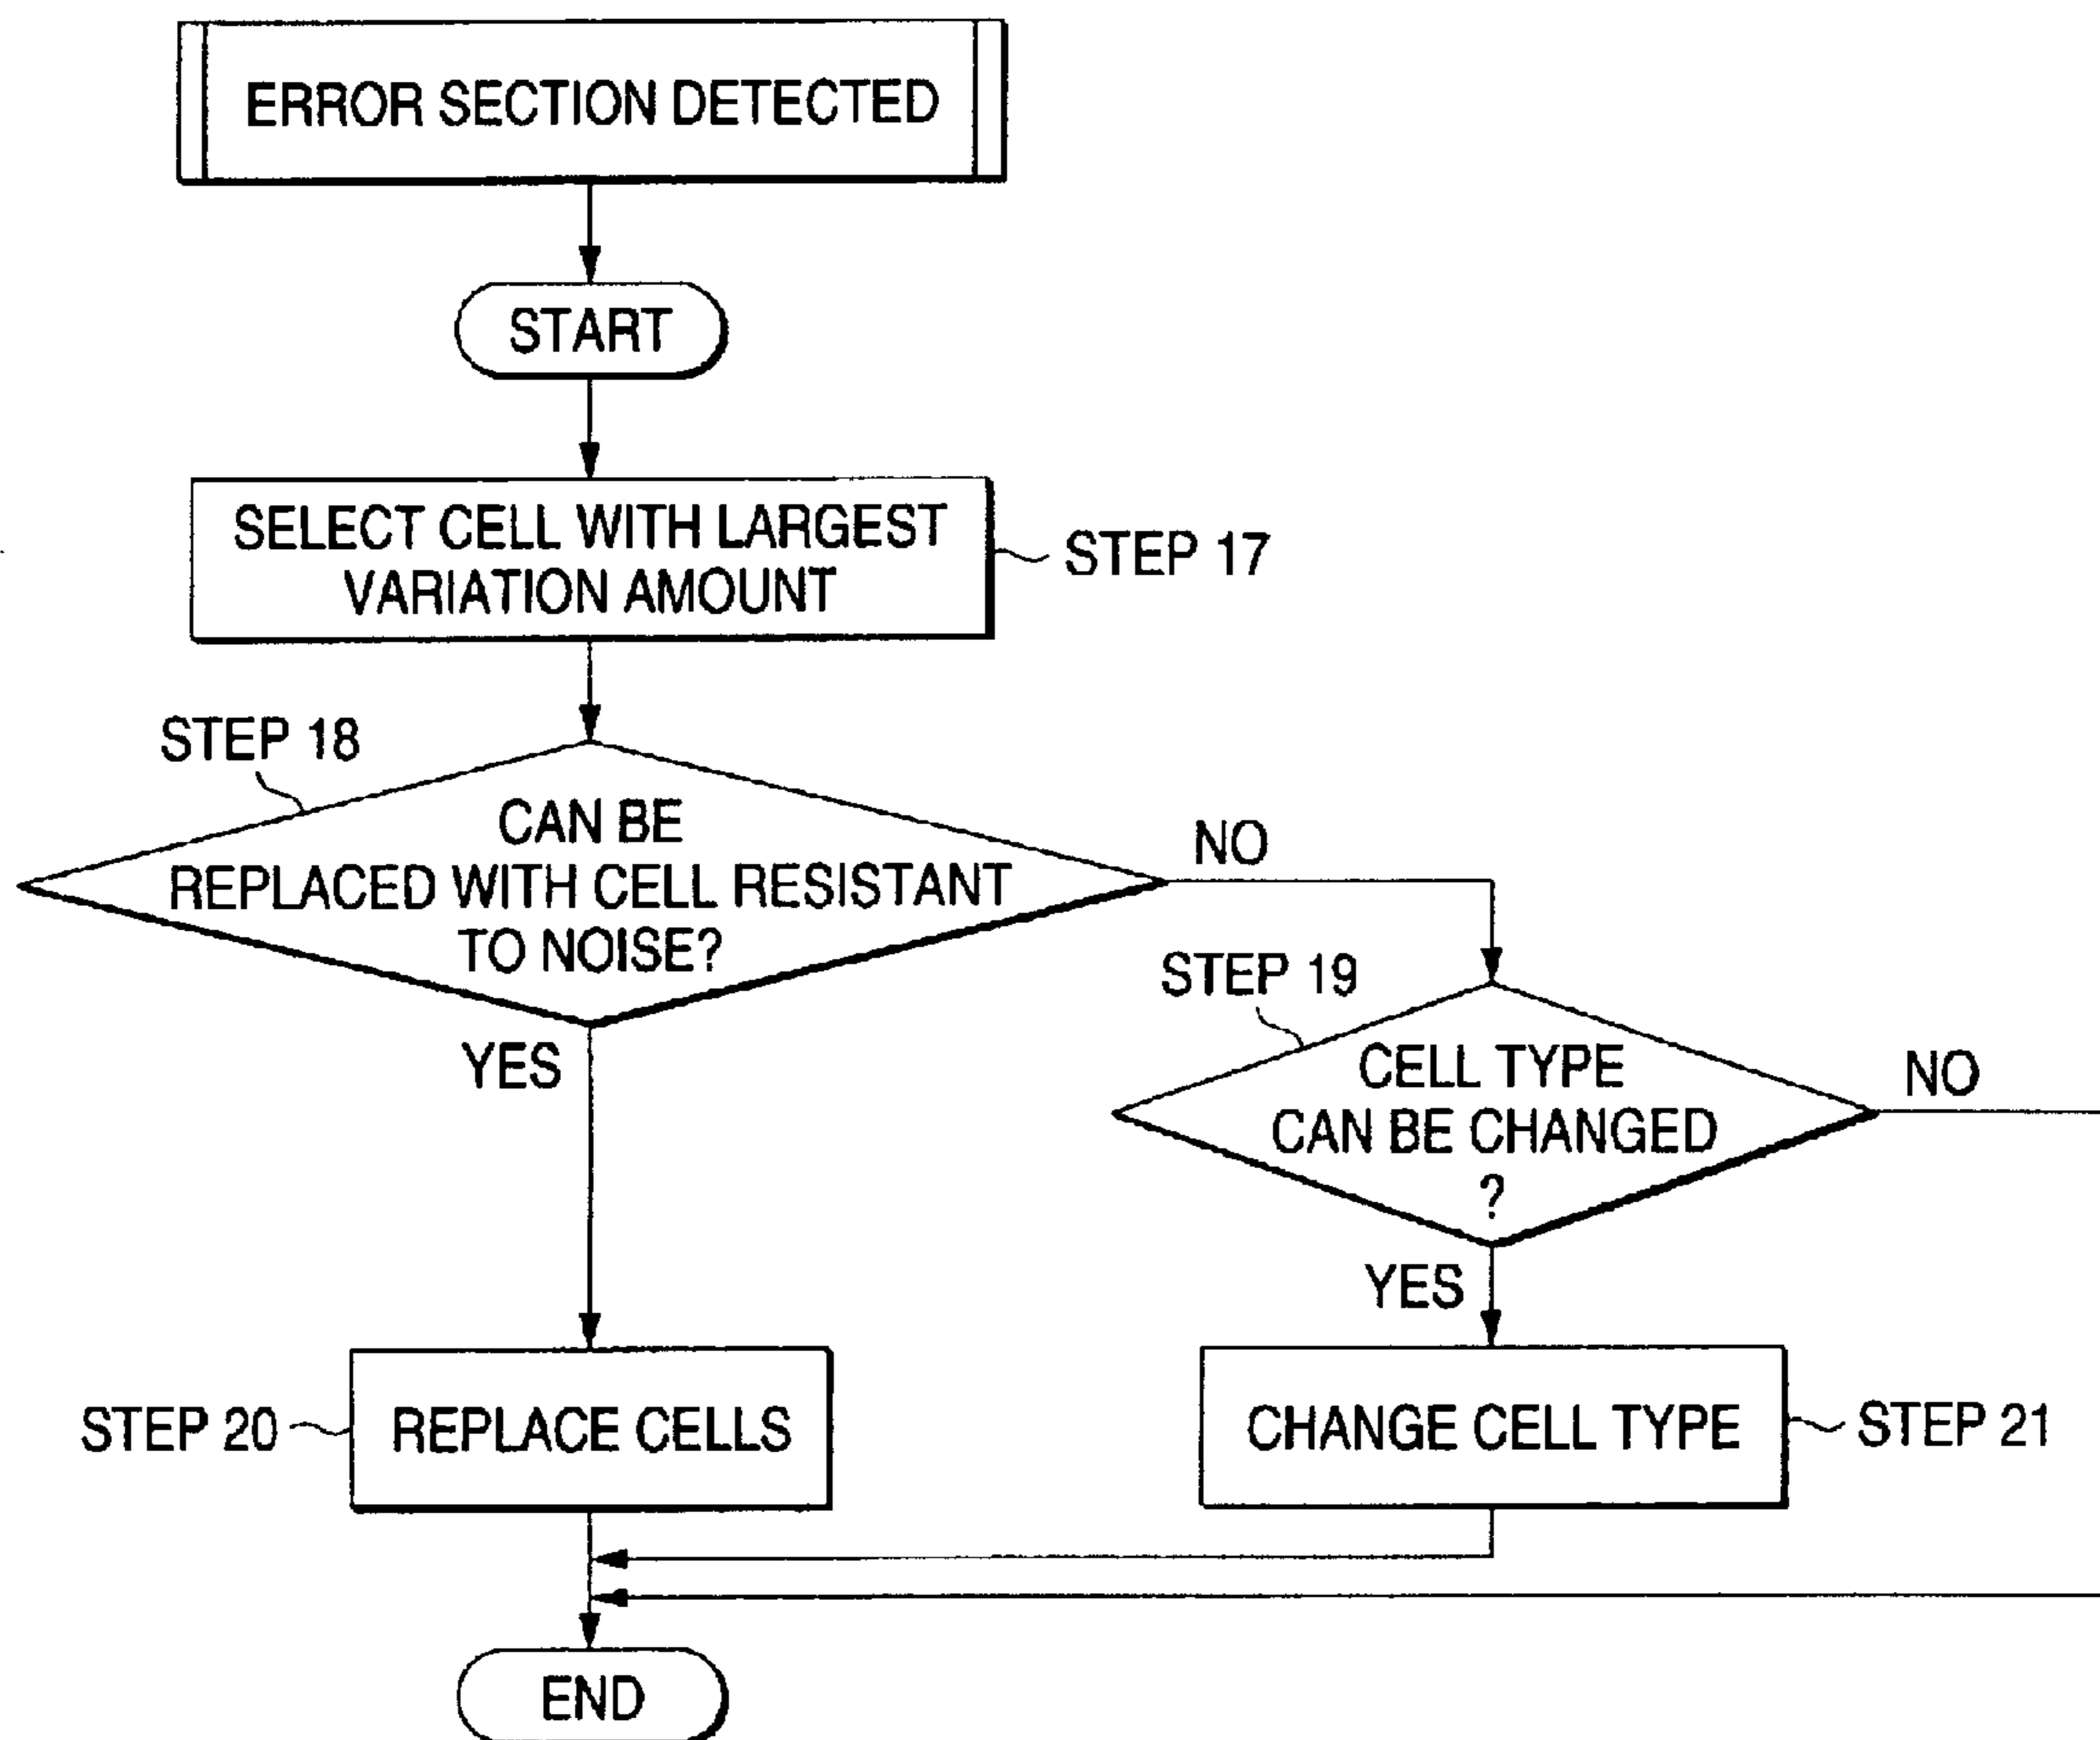 ERROR SECTION DETECTED
START
SELECT CELL WITH LARGEST
VARIATION AMOUNT
STEP 17
STEP 18
CAN BE
REPLACED WITH CELL RESISTANT
TO NOISE?
NO
YES
STEP 19
CELL TYPE
CAN BE CHANGED
?
NO
YES
STEP 20
REPLACE CELLS
CHANGE CELL TYPE
STEP 21
END